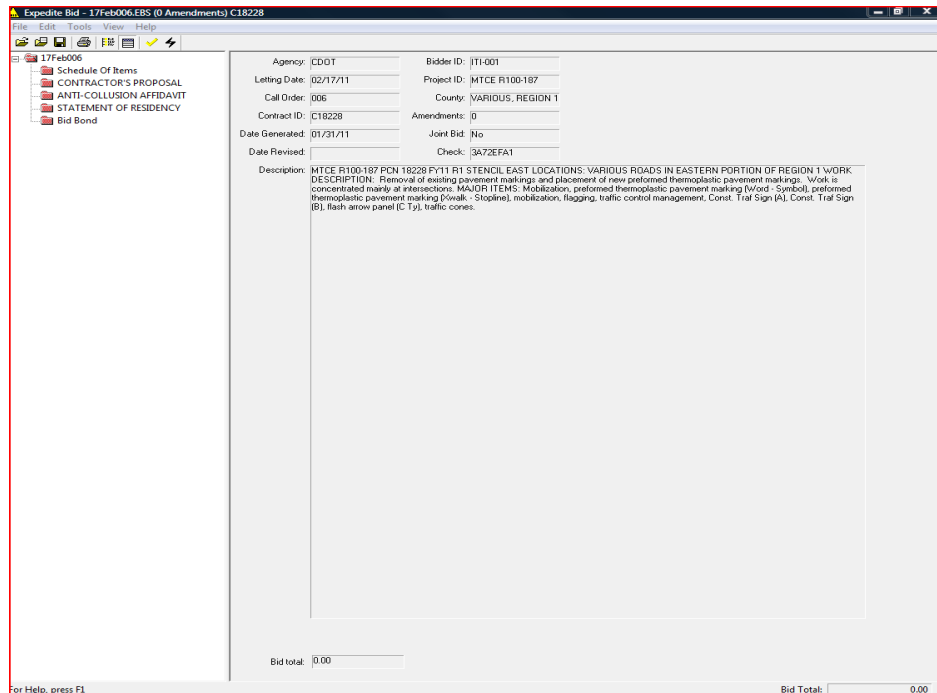 Expedite Bid - 17Feb006.EBS (0 Amendments) C18228
File Edit Tools View Help
17Feb006
Schedule Of Items
CONTRACTOR'S PROPOSAL
ANTI-COLLUSION AFFIDAVIT
STATEMENT OF RESIDENCY
Bid Bond
Agency: CDOT Bidder ID: ITI-001
Letting Date: 02/17/11 Project ID: MTCE R100-187
Call Order: 006 County: VARIOUS, REGION 1
Contract ID: C18228 Amendments: 0
Date Generated: 01/31/11 Joint Bid: No
Date Revised: Check: 3A72EFA1
Description: MTCE R100-187 PCN 18228 FY'11 R1 STENCIL EAST LOCATIONS: VARIOUS ROADS IN EASTERN PORTION OF REGION 1 WORK
DESCRIPTION: Removal of existing pavement markings and placement of new preformed thermoplastic pavement markings. Work is
concentrated mainly at intersections. MAJOR ITEMS: Mobilization, preformed thermoplastic pavement marking (Word - Symbol), preformed
thermoplastic pavement marking (Xwalk - Stopline), mobilization, flagging, traffic control management, Const. Traf Sign (A), Const. Traf Sign
(B), flash arrow panel (C Ty), traffic cones.
Bid total: 0.00
For Help, press F1 Bid Total: 0.00